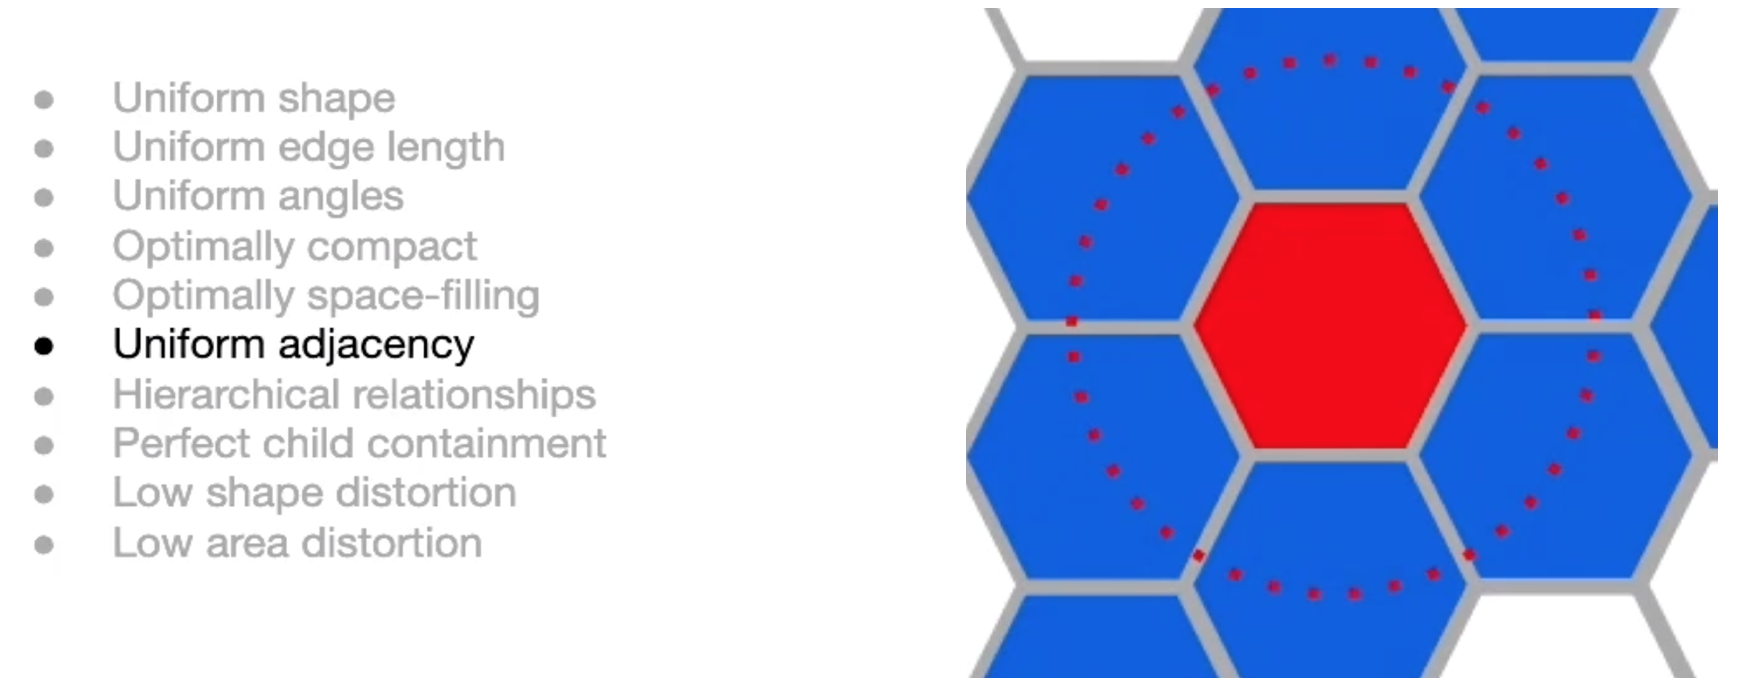 Uniform shape
Uniform edge length
Uniform angles
Optimally compact
Optimally space-filling
Uniform adjacency
Hierarchical relationships
Perfect child containment
Low shape distortion
Low area distortion